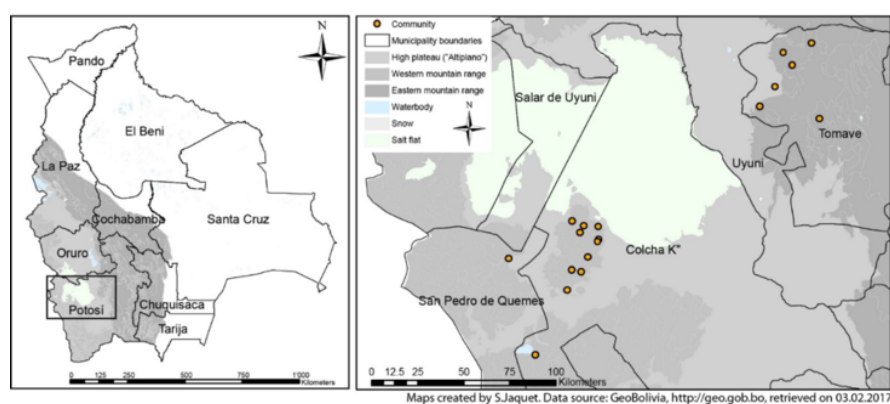 N
Pando
El Beni
La Paz
Cochabamba
Santa Cruz
Oruro
Potosí
Chuquisaca
Tarija
0 125 250 500 750 1'000
Kilometers
Community
Municipality boundaries
High plateau ("Altiplano")
Western mountain range
Eastern mountain range
Waterbody
Snow
Salt flat
N
Salar de Uyuni
Tomave
Uyuni
Colcha K"
San Pedro de Quemes
0 12.5 25 50 75 100
Kilometers
Maps created by S.Jaquet. Data source: GeoBolivia, http://geo.gob.bo, retrieved on 03.02.2017